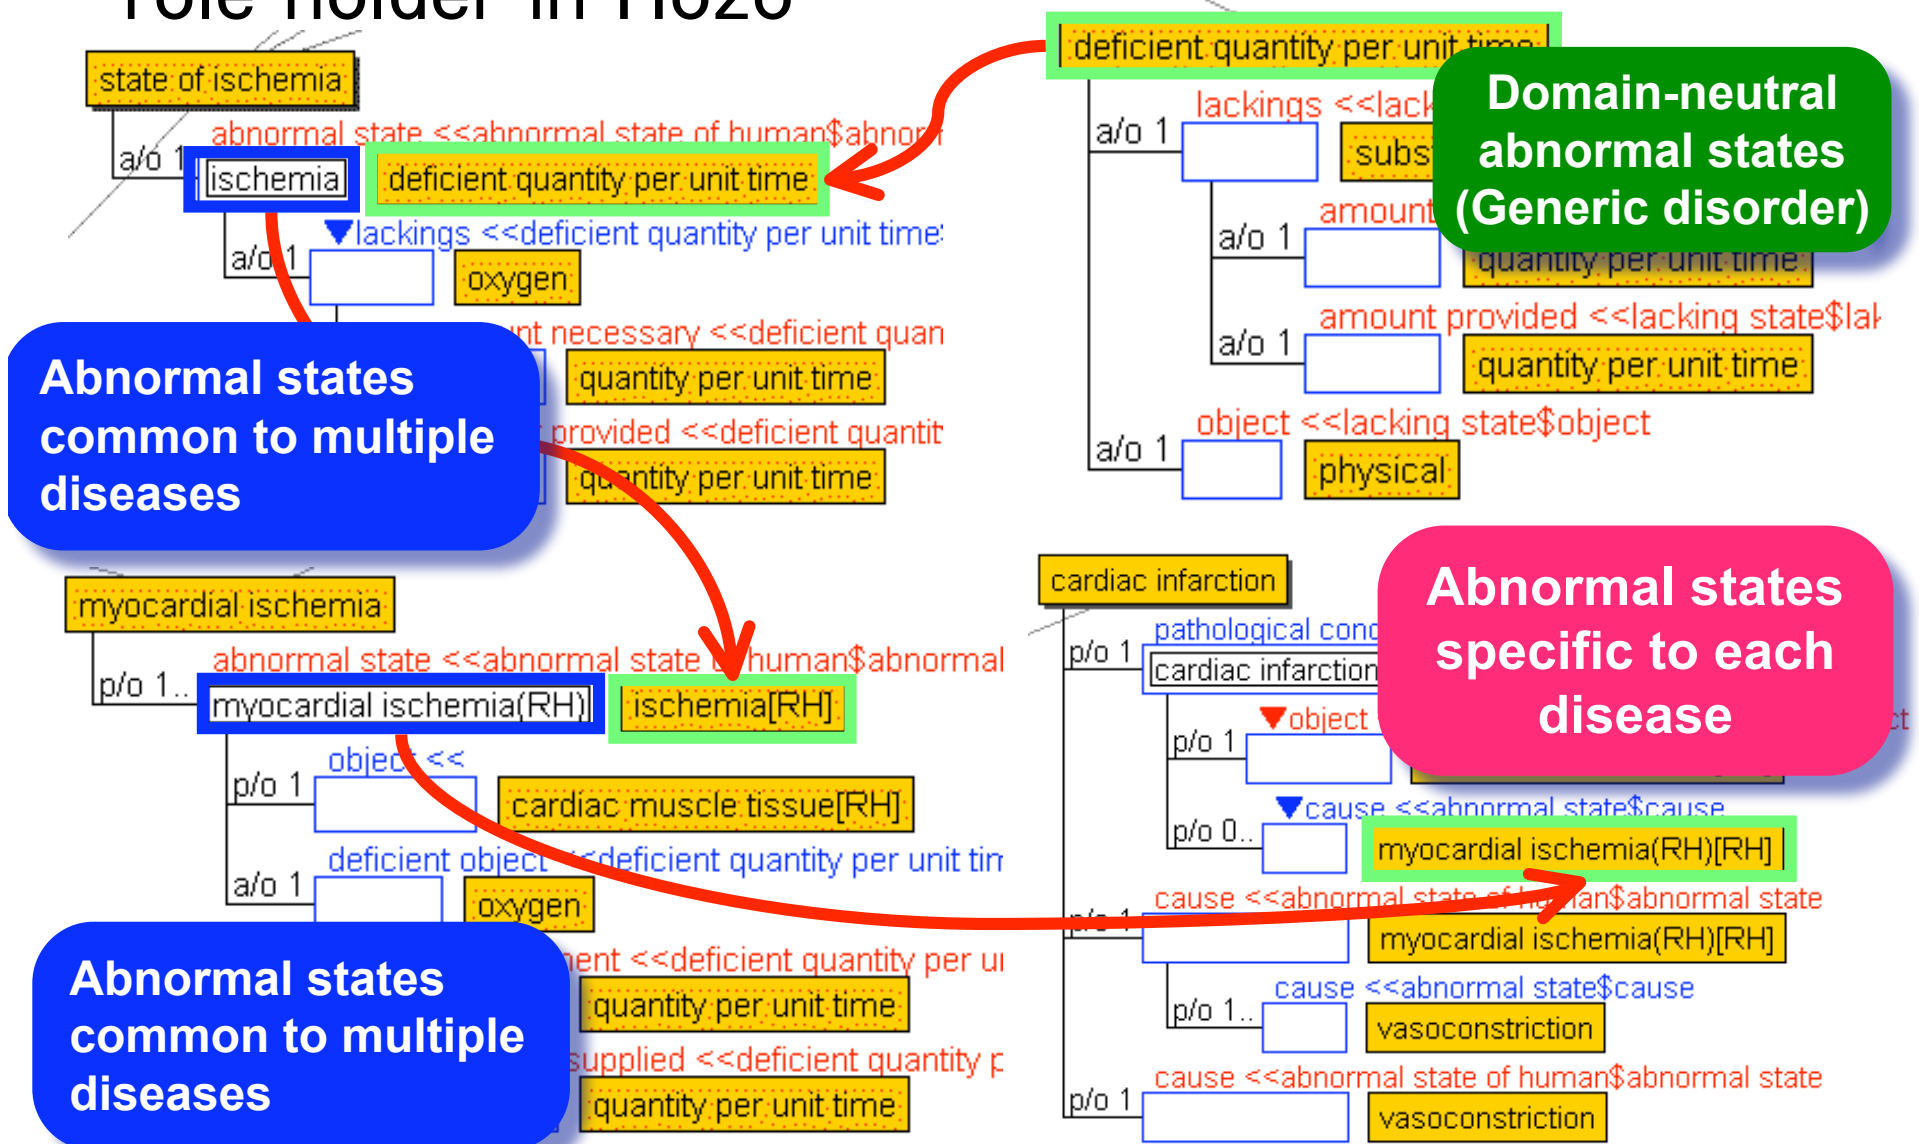 role-holder in Hozo
state of ischemia
a/o 1
abnormal state <<abnormal state of human$abnor
ischemia
deficient quantity per unit time
a/o 1
lackings <<deficient quantity per unit time
oxygen
nt necessary <<deficient quan
quantity per unit time
provided <<deficient quantit
quantity per unit time
Abnormal states
common to multiple
diseases
deficient quantity per unit time
a/o 1
lackings <<lack
subs
a/o 1
amount
quantity per unit time
a/o 1
amount provided <<lacking state$lak
quantity per unit time
a/o 1
object <<lacking state$object
physical
Domain-neutral
abnormal states
(Generic disorder)
myocardial ischemia
p/o 1..
abnormal state <<abnormal state of human$abnormal
myocardial ischemia(RH)
ischemia[RH]
p/o 1
object <<
cardiac muscle tissue[RH]
a/o 1
deficient object <<deficient quantity per unit tim
oxygen
ent <<deficient quantity per u
quantity per unit time
supplied <<deficient quantity p
quantity per unit time
Abnormal states
common to multiple
diseases
cardiac infarction
p/o 1
pathological cond
cardiac infarction
p/o 1
object
p/o 0..
cause <<abnormal state$cause
myocardial ischemia(RH)[RH]
p/o 1
cause <<abnormal state of human$abnormal state
myocardial ischemia(RH)[RH]
p/o 1..
cause <<abnormal state$cause
vasoconstriction
p/o 1
cause <<abnormal state of human$abnormal state
vasoconstriction
Abnormal states
specific to each
disease